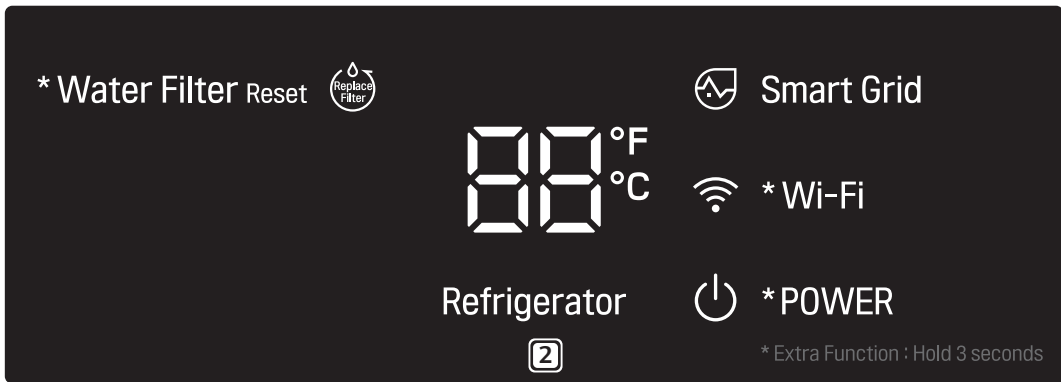 * Water Filter Reset
Replace
Filter
88 °F
°C
Refrigerator
2
Smart Grid
* Wi-Fi
* POWER
* Extra Function : Hold 3 seconds